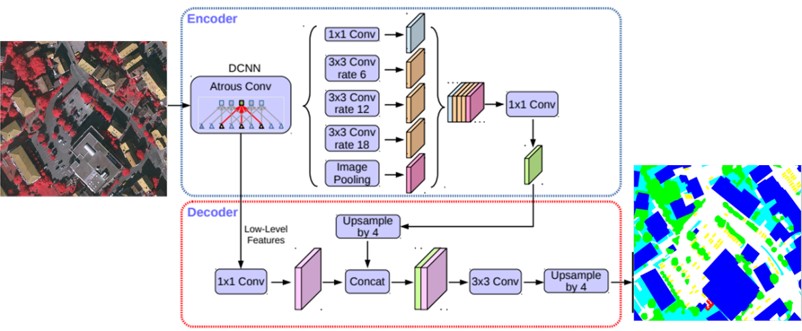 Encoder
DCNN
Atrous Conv
1x1 Conv
3x3 Conv
rate 6
3x3 Conv
rate 12
3x3 Conv
rate 18
Image
Pooling
1x1 Conv
Decoder
Low-Level
Features
Upsample
by 4
1x1 Conv
Concat
3x3 Conv
Upsample
by 4